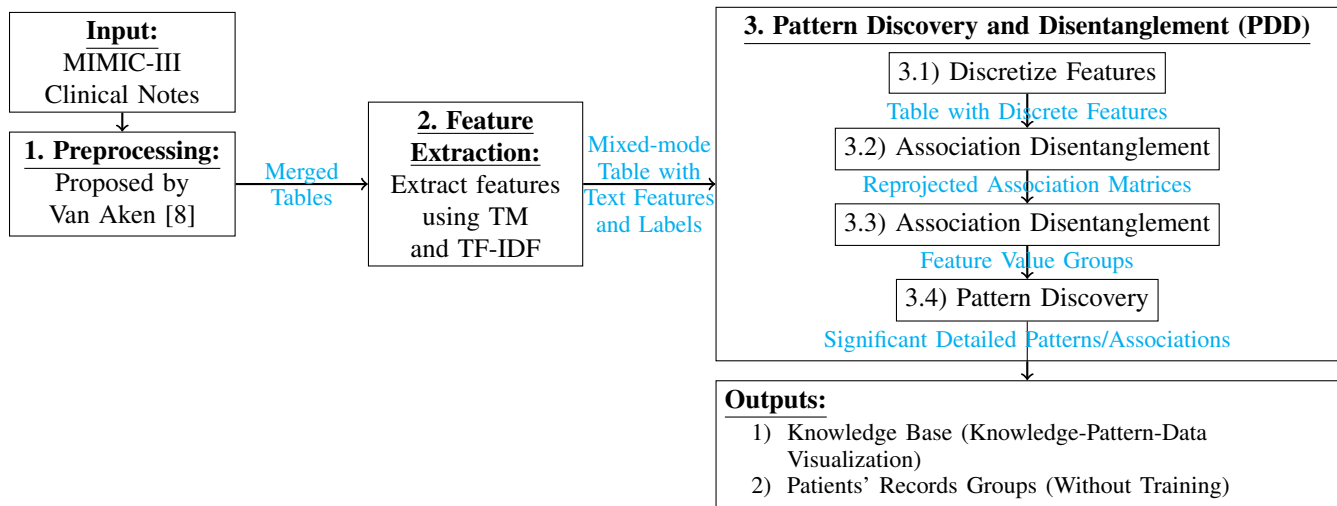 Input:
MIMIC-III
Clinical Notes
1. Preprocessing:
Proposed by
Van Aken [8]
Merged
Tables
2. Feature
Extraction:
Extract features
using TM
and TF-IDF
Mixed-mode
Table with
Text Features
and Labels
3. Pattern Discovery and Disentanglement (PDD)
3.1) Discretize Features
Table with Discrete Features
3.2) Association Disentanglement
Reprojected Association Matrices
3.3) Association Disentanglement
Feature Value Groups
3.4) Pattern Discovery
Significant Detailed Patterns/Associations
Outputs:
1) Knowledge Base (Knowledge-Pattern-Data
Visualization)
2) Patients' Records Groups (Without Training)